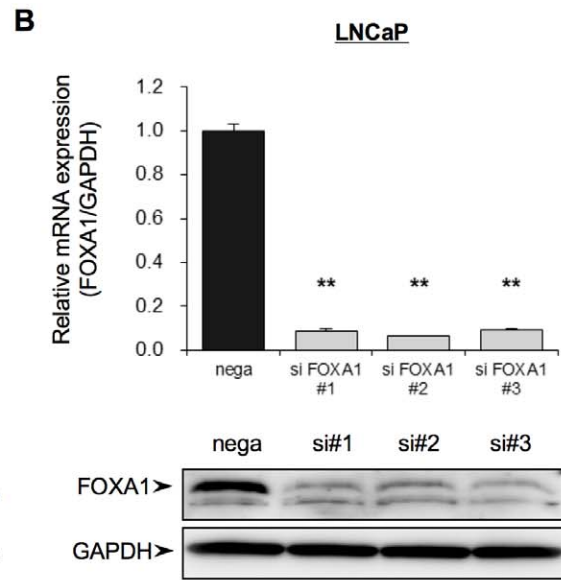 B
LNCaP
Relative mRNA expression
(FOXA1/GAPDH)
1.2
1.0
0.8
0.6
0.4
0.2
0.0
** ** **
nega si FOXA1 si FOXA1 si FOXA1
#1 #2 #3
nega si#1 si#2 si#3
FOXA1
GAPDH